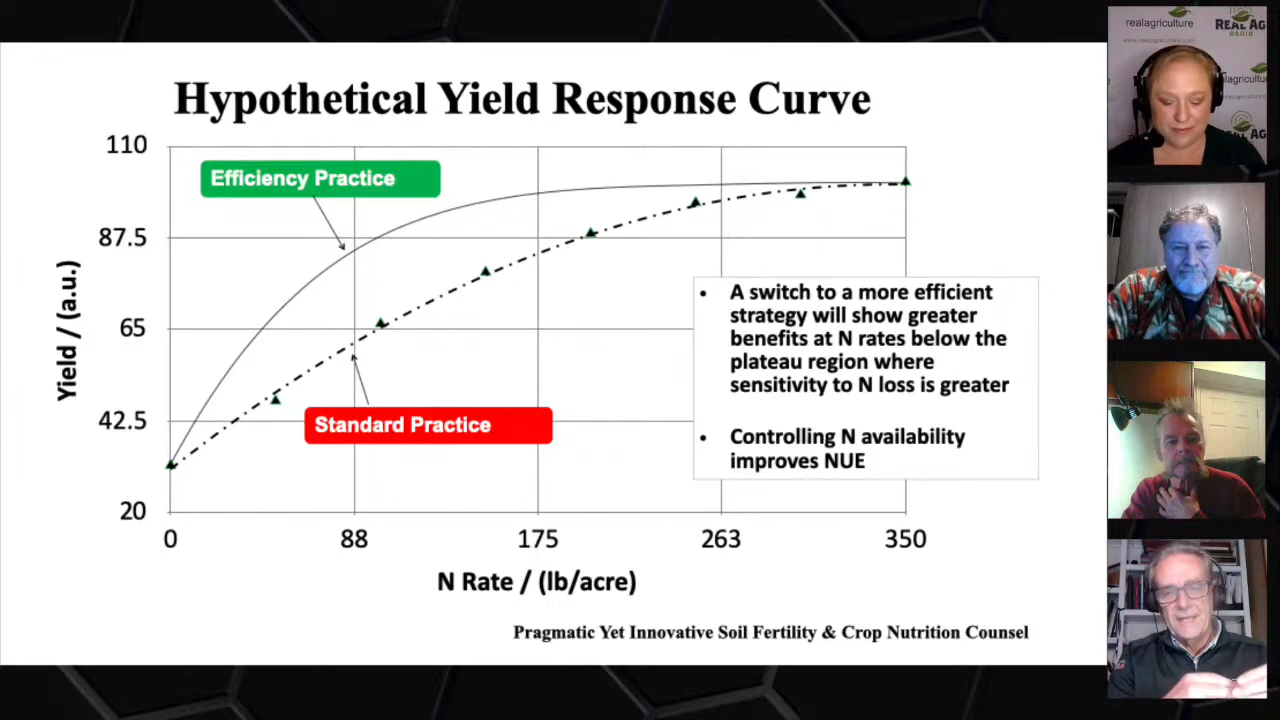 Hypothetical Yield Response Curve
110
87.5
65
42.5
20
Yield / (a.u.)
Efficiency Practice
Standard Practice
0 88 175 263 350
N Rate / (lb/acre)
• A switch to a more efficient
strategy will show greater
benefits at N rates below the
plateau region where
sensitivity to N loss is greater
• Controlling N availability
improves NUE
Pragmatic Yet Innovative Soil Fertility & Crop Nutrition Counsel
realagriculture
REAL AG
RADIO